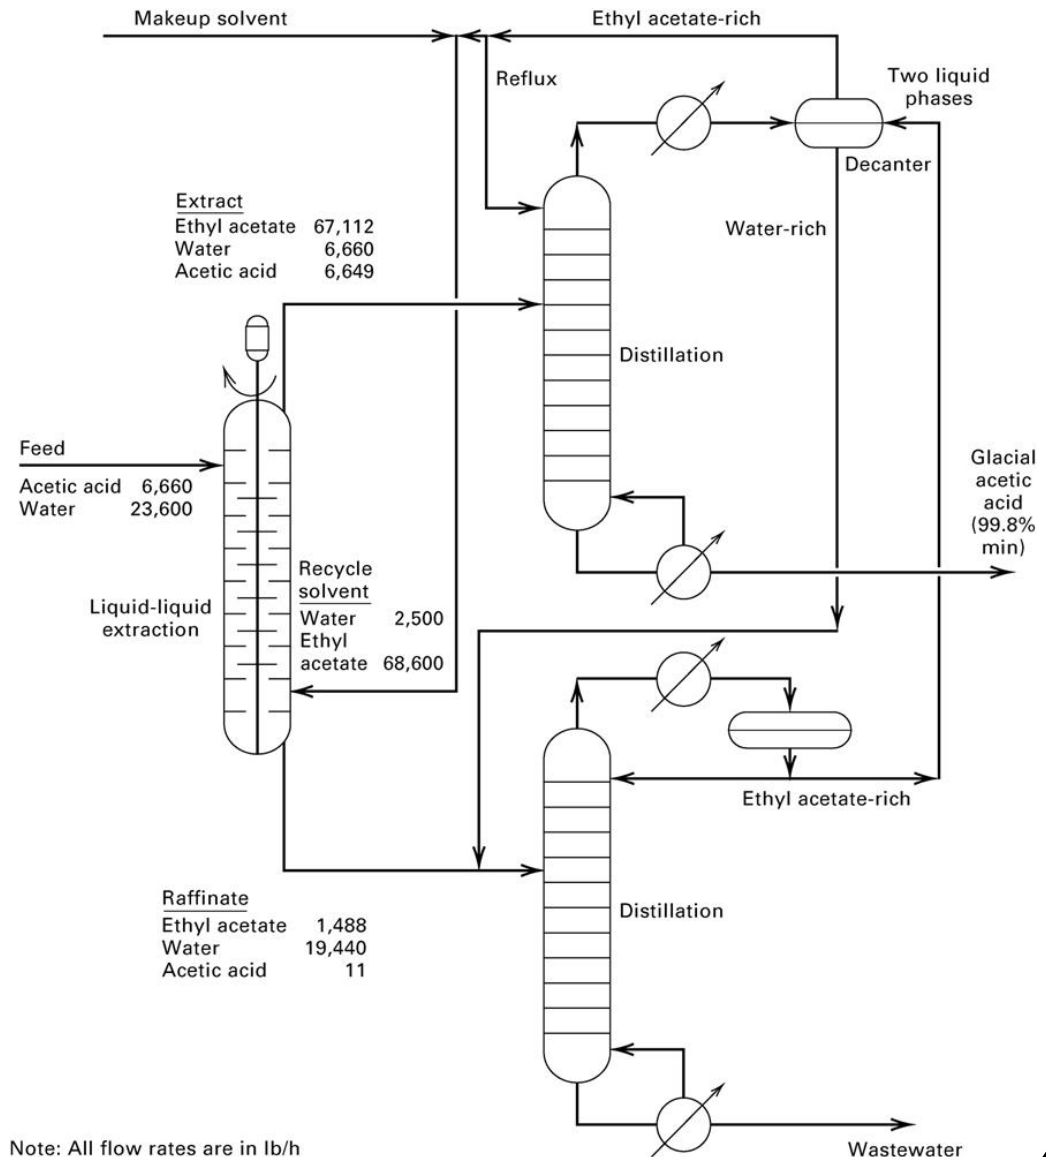 Makeup solvent
Ethyl acetate-rich
Reflux
Two liquid
phases
Decanter
Extract
Ethyl acetate 67,112
Water 6,660
Acetic acid 6,649
Water-rich
Distillation
Feed
Acetic acid 6,660
Water 23,600
Glacial
acetic
acid
(99.8%
min)
Liquid-liquid
extraction
Recycle
solvent
Water 2,500
Ethyl
acetate 68,600
Ethyl acetate-rich
Raffinate
Ethyl acetate 1,488
Water 19,440
Acetic acid 11
Distillation
Note: All flow rates are in lb/h
Wastewater